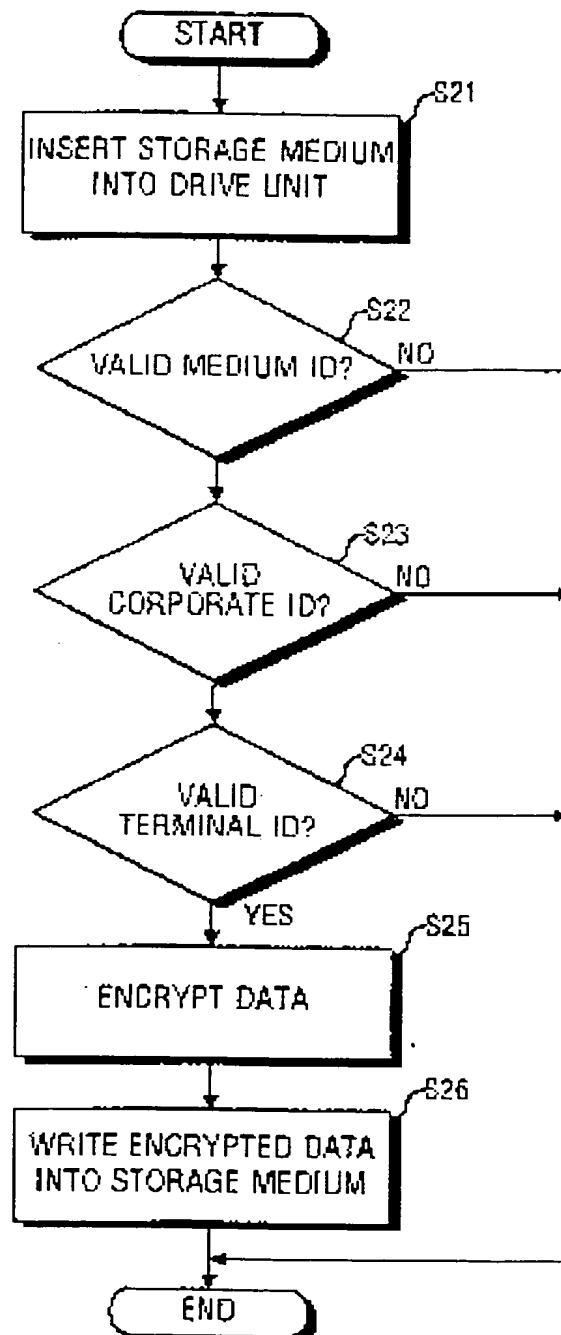 START
S21
INSERT STORAGE MEDIUM
INTO DRIVE UNIT
S22
VALID MEDIUM ID?
NO
S23
VALID
CORPORATE ID?
NO
S24
VALID
TERMINAL ID?
NO
YES
S25
ENCRYPT DATA
S26
WRITE ENCRYPTED DATA
INTO STORAGE MEDIUM
END